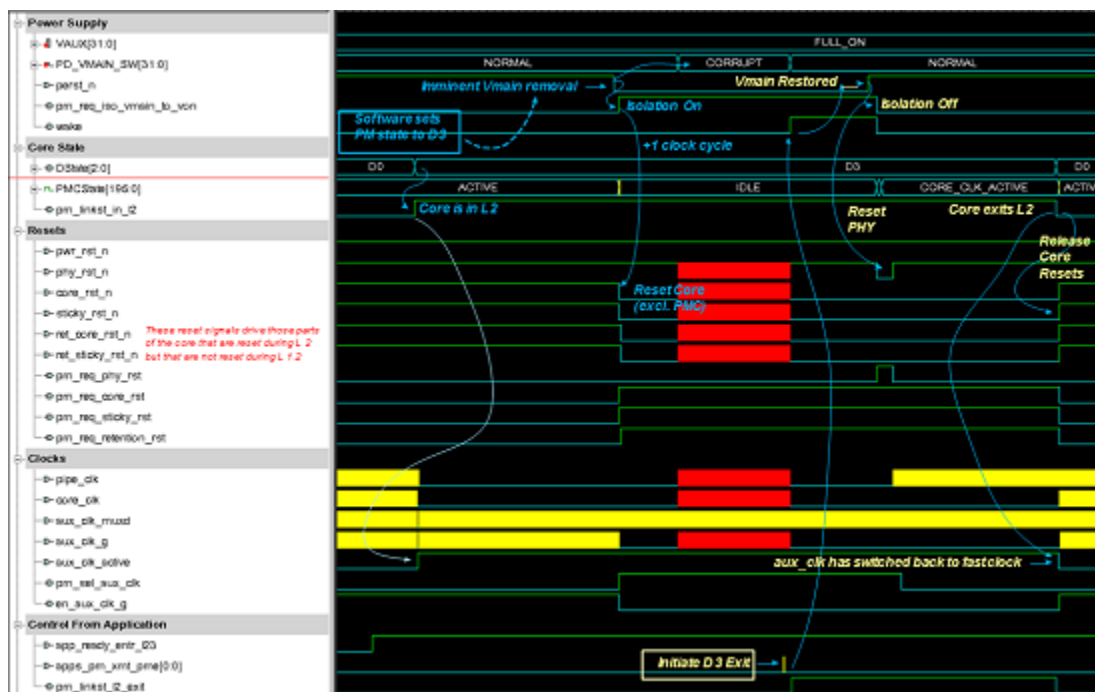 Power Supply
VAUX[31:0]
FULL_ON
PD_VMAIN_SW[31:0]
NORMAL
CORRUPT
NORMAL
perst_n
Imminent Vmain removal
Vmain Restored
pm_req_iso_vmain_to_von
Isolation On
Isolation Off
wake
Software sets
PM state to D3
+1 clock cycle
Core State
DState[2:0]
D0
D3
D0
PMCState[195:0]
ACTIVE
IDLE
CORE_CLK_ACTIVE
ACTIV
pm_linkst_in_l2
Core is in L2
Reset
PHY
Core exits L2
Resets
pwr_rst_n
Release
Core
Resets
phy_rst_n
core_rst_n
Reset Core
(excl. PMC)
sticky_rst_n
ret_core_rst_n
These reset signals drive those parts
of the core that are reset during L 2
but that are not reset during L 1.2
ret_sticky_rst_n
pm_req_phy_rst
pm_req_core_rst
pm_req_sticky_rst
pm_req_retention_rst
Clocks
pipe_clk
core_clk
aux_clk_muxd
aux_clk_g
aux_clk_active
aux_clk has switched back to fast clock
pm_sel_aux_clk
en_aux_clk_g
Control From Application
app_ready_entr_l23
apps_pm_xmt_pme[0:0]
Initiate D3 Exit
pm_linkst_l2_exit